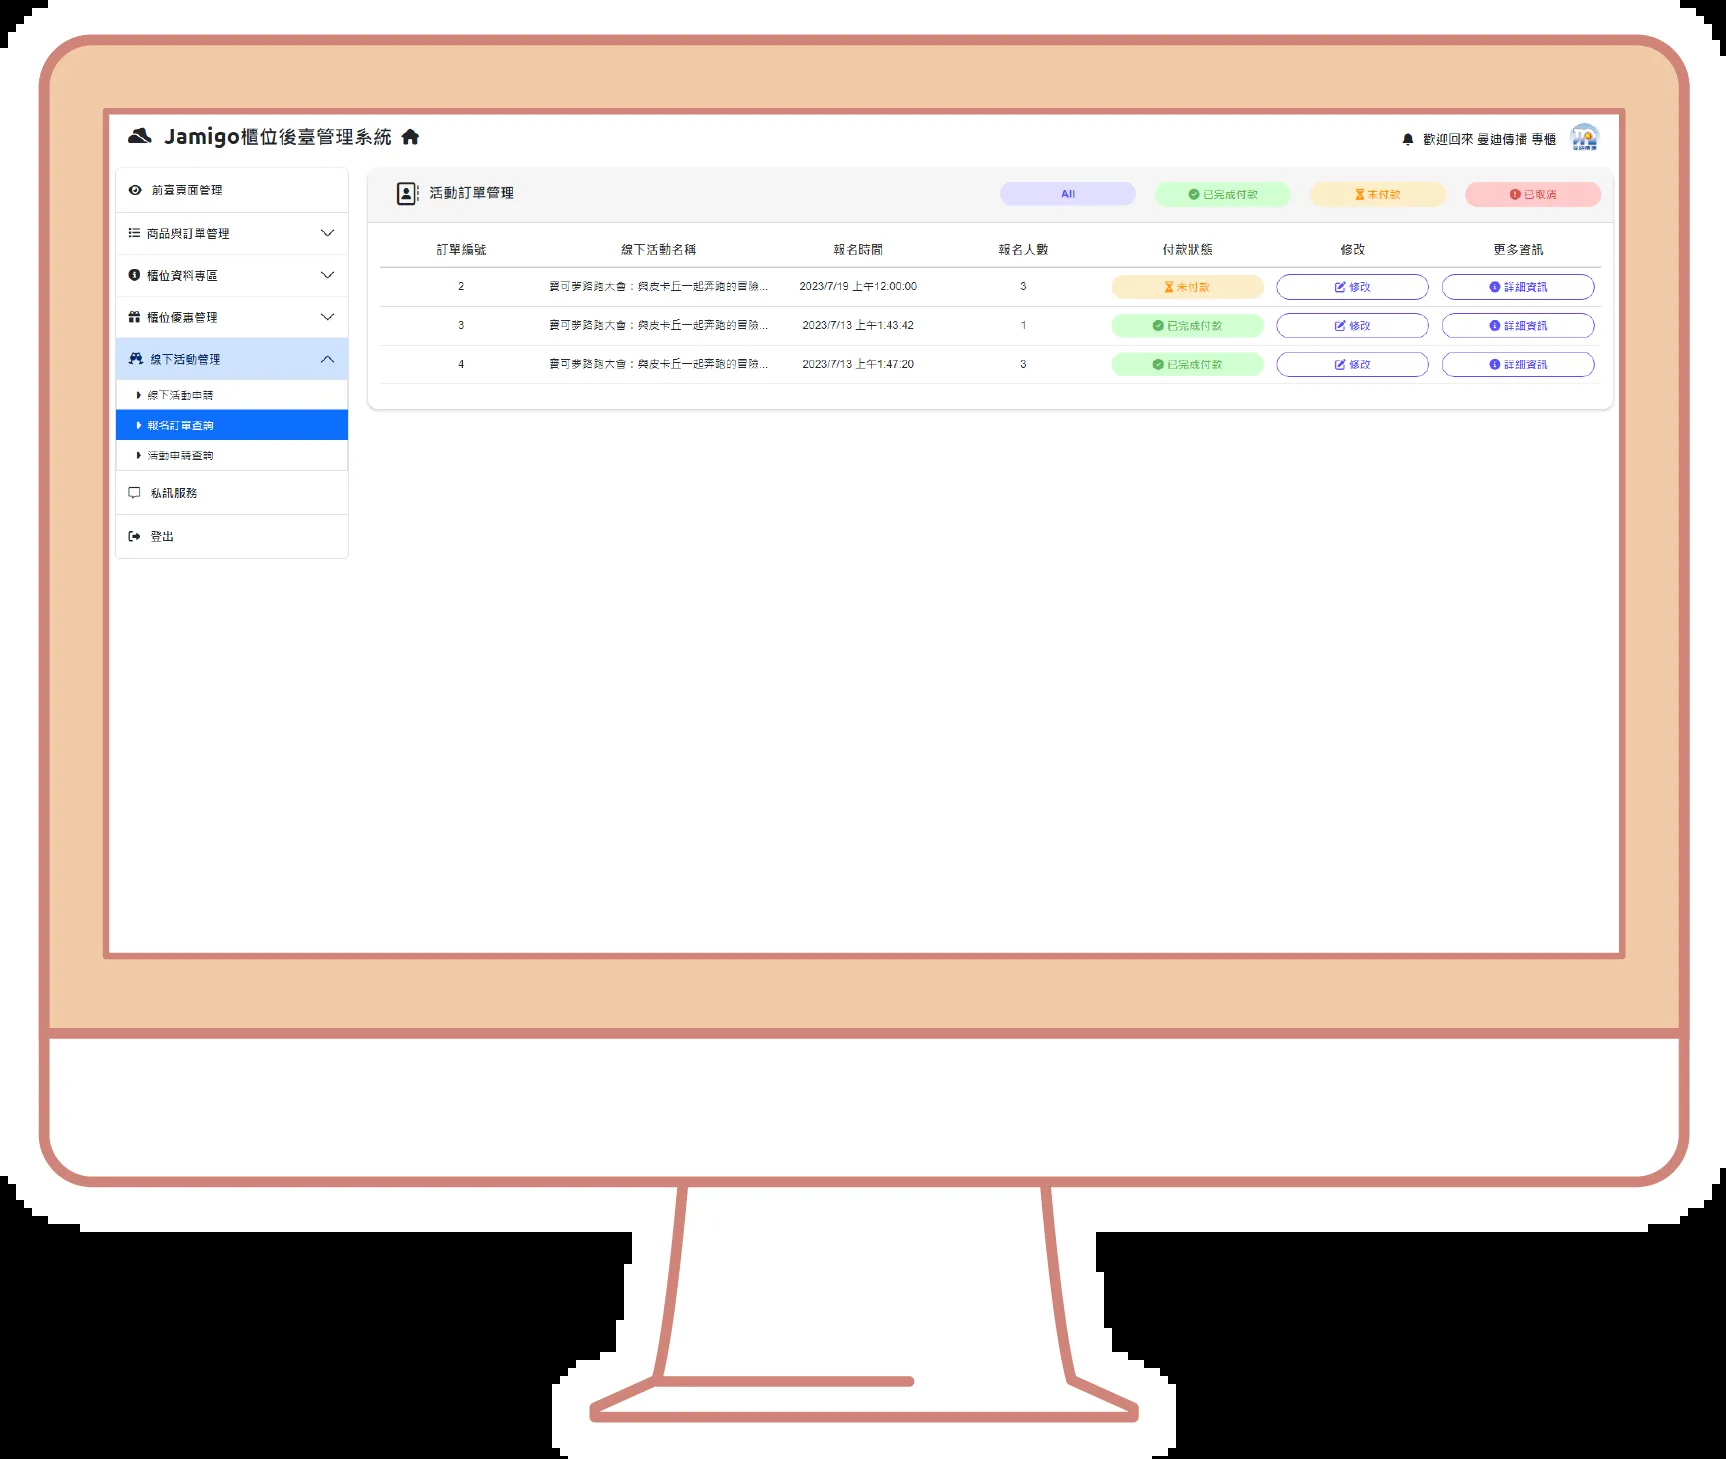 Jamigo櫃位後臺管理系統
歡迎回來 曼迪傳播 專櫃
前臺頁面管理
商品與訂單管理
櫃位資料專區
櫃位優惠管理
線下活動管理
線下活動申請
報名訂單查詢
活動申請查詢
私訊服務
登出
活動訂單管理 All 已完成付款 未付款 已取消
訂單編號 線下活動名稱 報名時間 報名人數 付款狀態 修改 更多資訊
2 寶可夢路跑大會：與皮卡丘一起奔跑的冒險... 2023/7/19 上午12:00:00 3 未付款 修改 詳細資訊
3 寶可夢路跑大會：與皮卡丘一起奔跑的冒險... 2023/7/13 上午1:43:42 1 已完成付款 修改 詳細資訊
4 寶可夢路跑大會：與皮卡丘一起奔跑的冒險... 2023/7/13 上午1:47:20 3 已完成付款 修改 詳細資訊